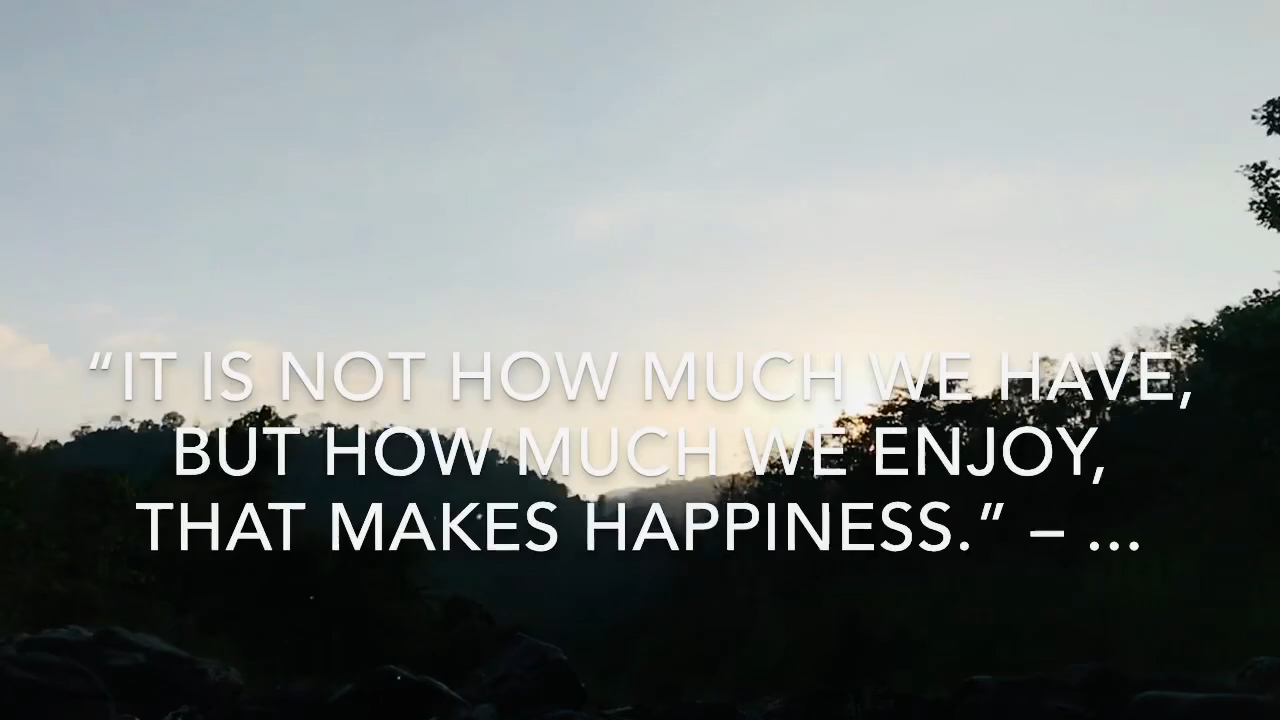 “IT IS NOT HOW MUCH WE HAVE,
BUT HOW MUCH WE ENJOY,
THAT MAKES HAPPINESS.” – ...